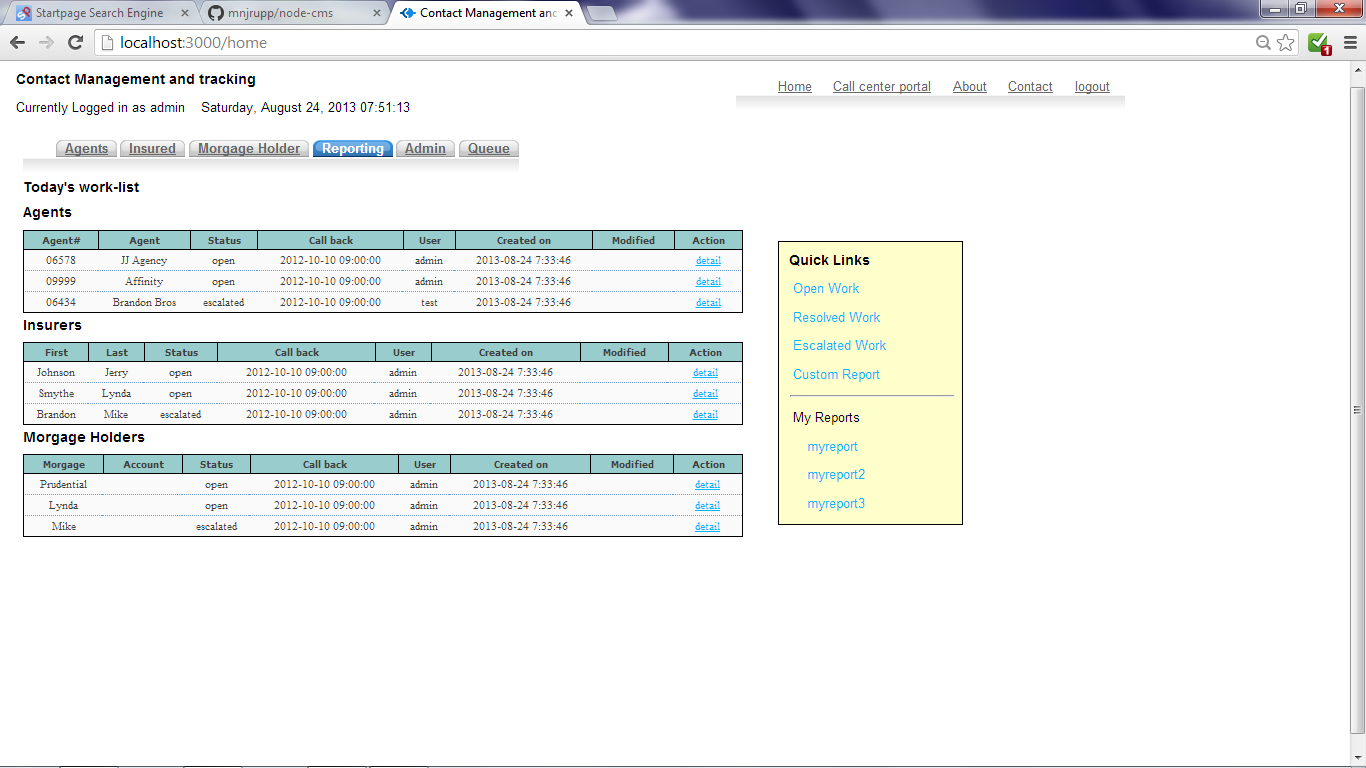 Startpage Search Engine mnjrupp/node-cms Contact Management and
localhost:3000/home
1
Contact Management and tracking
Home Call center portal About Contact logout
Currently Logged in as admin Saturday, August 24, 2013 07:51:13
Agents Insured Morgage Holder Reporting Admin Queue
Today's work-list
Agents
Agent# Agent Status Call back User Created on Modified Action
06578 JJ Agency open 2012-10-10 09:00:00 admin 2013-08-24 7:33:46 detail
09999 Affinity open 2012-10-10 09:00:00 admin 2013-08-24 7:33:46 detail
06434 Brandon Bros escalated 2012-10-10 09:00:00 test 2013-08-24 7:33:46 detail
Insurers
First Last Status Call back User Created on Modified Action
Johnson Jerry open 2012-10-10 09:00:00 admin 2013-08-24 7:33:46 detail
Smythe Lynda open 2012-10-10 09:00:00 admin 2013-08-24 7:33:46 detail
Brandon Mike escalated 2012-10-10 09:00:00 admin 2013-08-24 7:33:46 detail
Morgage Holders
Morgage Account Status Call back User Created on Modified Action
Prudential open 2012-10-10 09:00:00 admin 2013-08-24 7:33:46 detail
Lynda open 2012-10-10 09:00:00 admin 2013-08-24 7:33:46 detail
Mike escalated 2012-10-10 09:00:00 admin 2013-08-24 7:33:46 detail
Quick Links
Open Work
Resolved Work
Escalated Work
Custom Report
My Reports
myreport
myreport2
myreport3